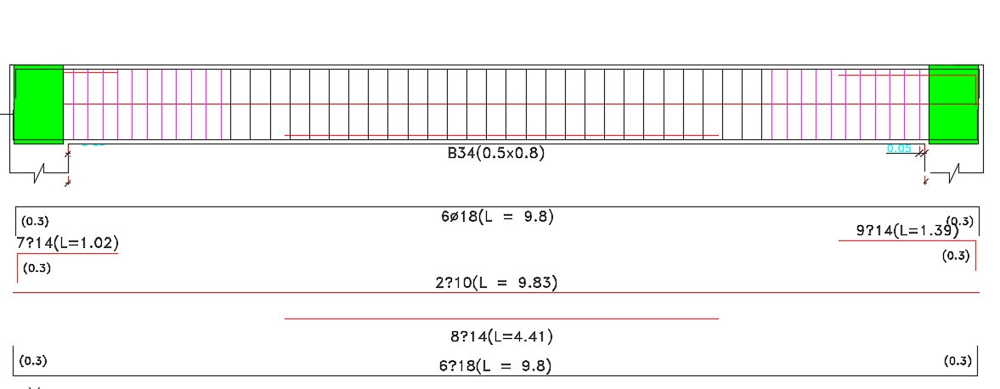 B34(0.5x0.8)
0.05
6ø18(L = 9.8)
(0.3)
(0.3)
7?14(L=1.02)
9?14(L=1.39)
(0.3)
(0.3)
2?10(L = 9.83)
8?14(L=4.41)
(0.3)
6?18(L = 9.8)
(0.3)